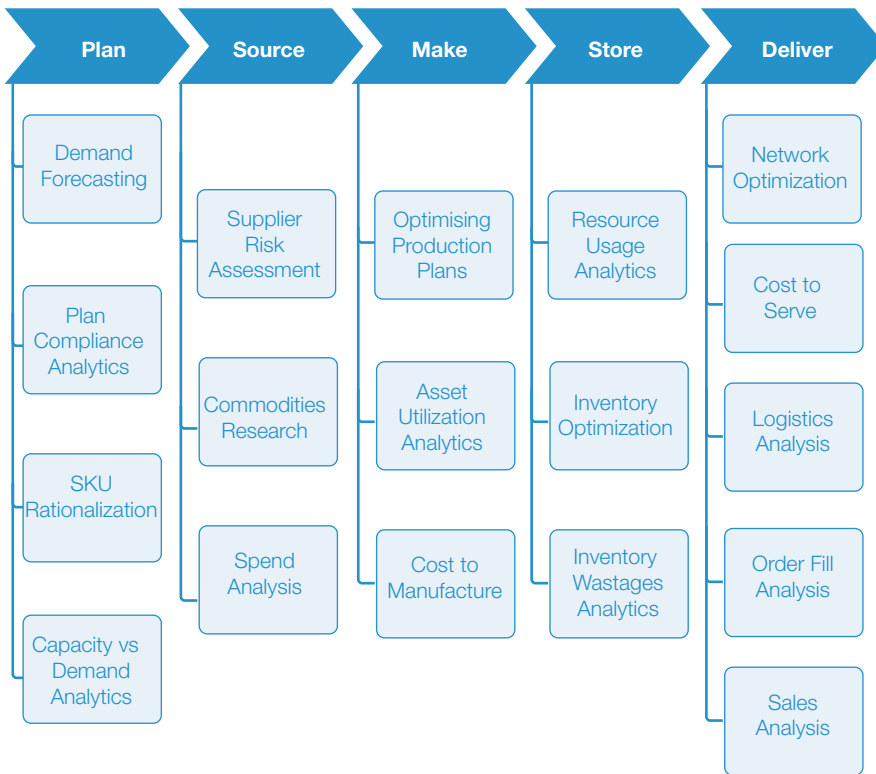 Plan
Source
Make
Store
Deliver
Demand
Forecasting
Plan
Compliance
Analytics
SKU
Rationalization
Capacity vs
Demand
Analytics
Supplier
Risk
Assessment
Commodities
Research
Spend
Analysis
Optimising
Production
Plans
Asset
Utilization
Analytics
Cost to
Manufacture
Resource
Usage
Analytics
Inventory
Optimization
Inventory
Wastages
Analytics
Network
Optimization
Cost to
Serve
Logistics
Analysis
Order Fill
Analysis
Sales
Analysis